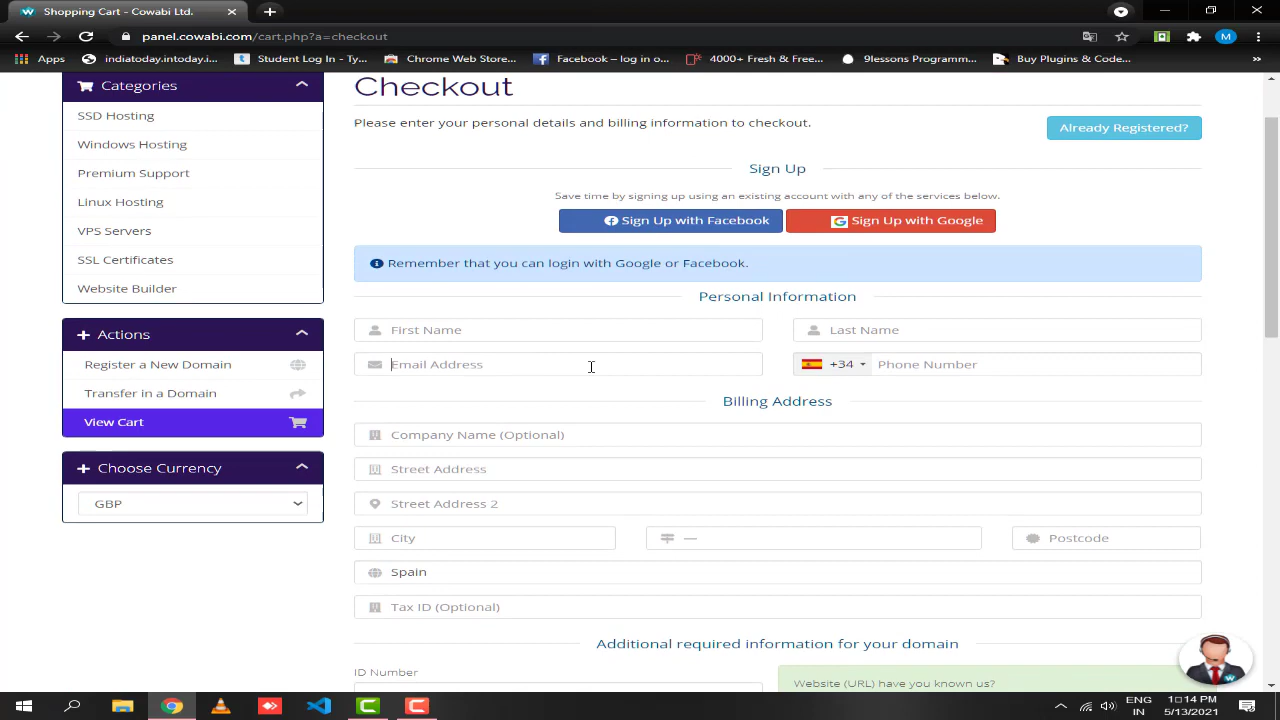 Shopping Cart - Cowabi Ltd.
panel.cowabi.com/cart.php?a=checkout
Apps
indiatoday.intoday.i...
Student Log In - Ty...
Chrome Web Store...
Facebook – log in o...
4000+ Fresh & Free...
9lessons Programm...
Buy Plugins & Code...
»
M
Categories
SSD Hosting
Windows Hosting
Premium Support
Linux Hosting
VPS Servers
SSL Certificates
Website Builder
Actions
Register a New Domain
Transfer in a Domain
View Cart
Choose Currency
GBP
Checkout
Please enter your personal details and billing information to checkout.
Already Registered?
Sign Up
Save time by signing up using an existing account with any of the services below.
Sign Up with Facebook
Sign Up with Google
Remember that you can login with Google or Facebook.
Personal Information
First Name
Last Name
Email Address
+34
Phone Number
Billing Address
Company Name (Optional)
Street Address
Street Address 2
City
—
Postcode
Spain
Tax ID (Optional)
Additional required information for your domain
ID Number
Website (URL) have you known us?
ENG
IN
5/13/2021